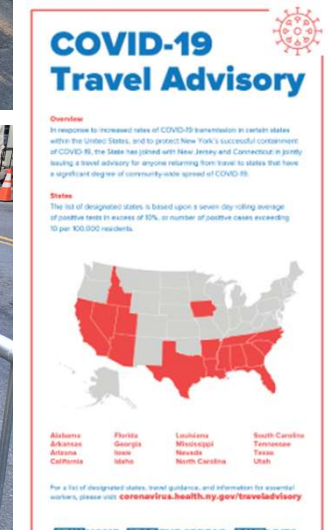 COVID-19
Travel Advisory
Overview
In response to increased rates of COVID-19 transmission in certain states
within the United States, and to protect New York's successful containment
of COVID-19, the State has joined with New Jersey and Connecticut in jointly
issuing a travel advisory for anyone returning from travel to states that have
a significant degree of community-wide spread of COVID-19.
States
The list of designated states is based upon a seven day rolling average
of positive tests in excess of 10%, or number of positive cases exceeding
10 per 100,000 residents.
Alabama Florida Louisiana South Carolina
Arkansas Georgia Mississippi Tennessee
Arizona Iowa Nevada Texas
California Idaho North Carolina Utah
For a list of designated states, travel guidance, and information for essential
workers, please visit coronavirus.health.ny.gov/traveladvisory